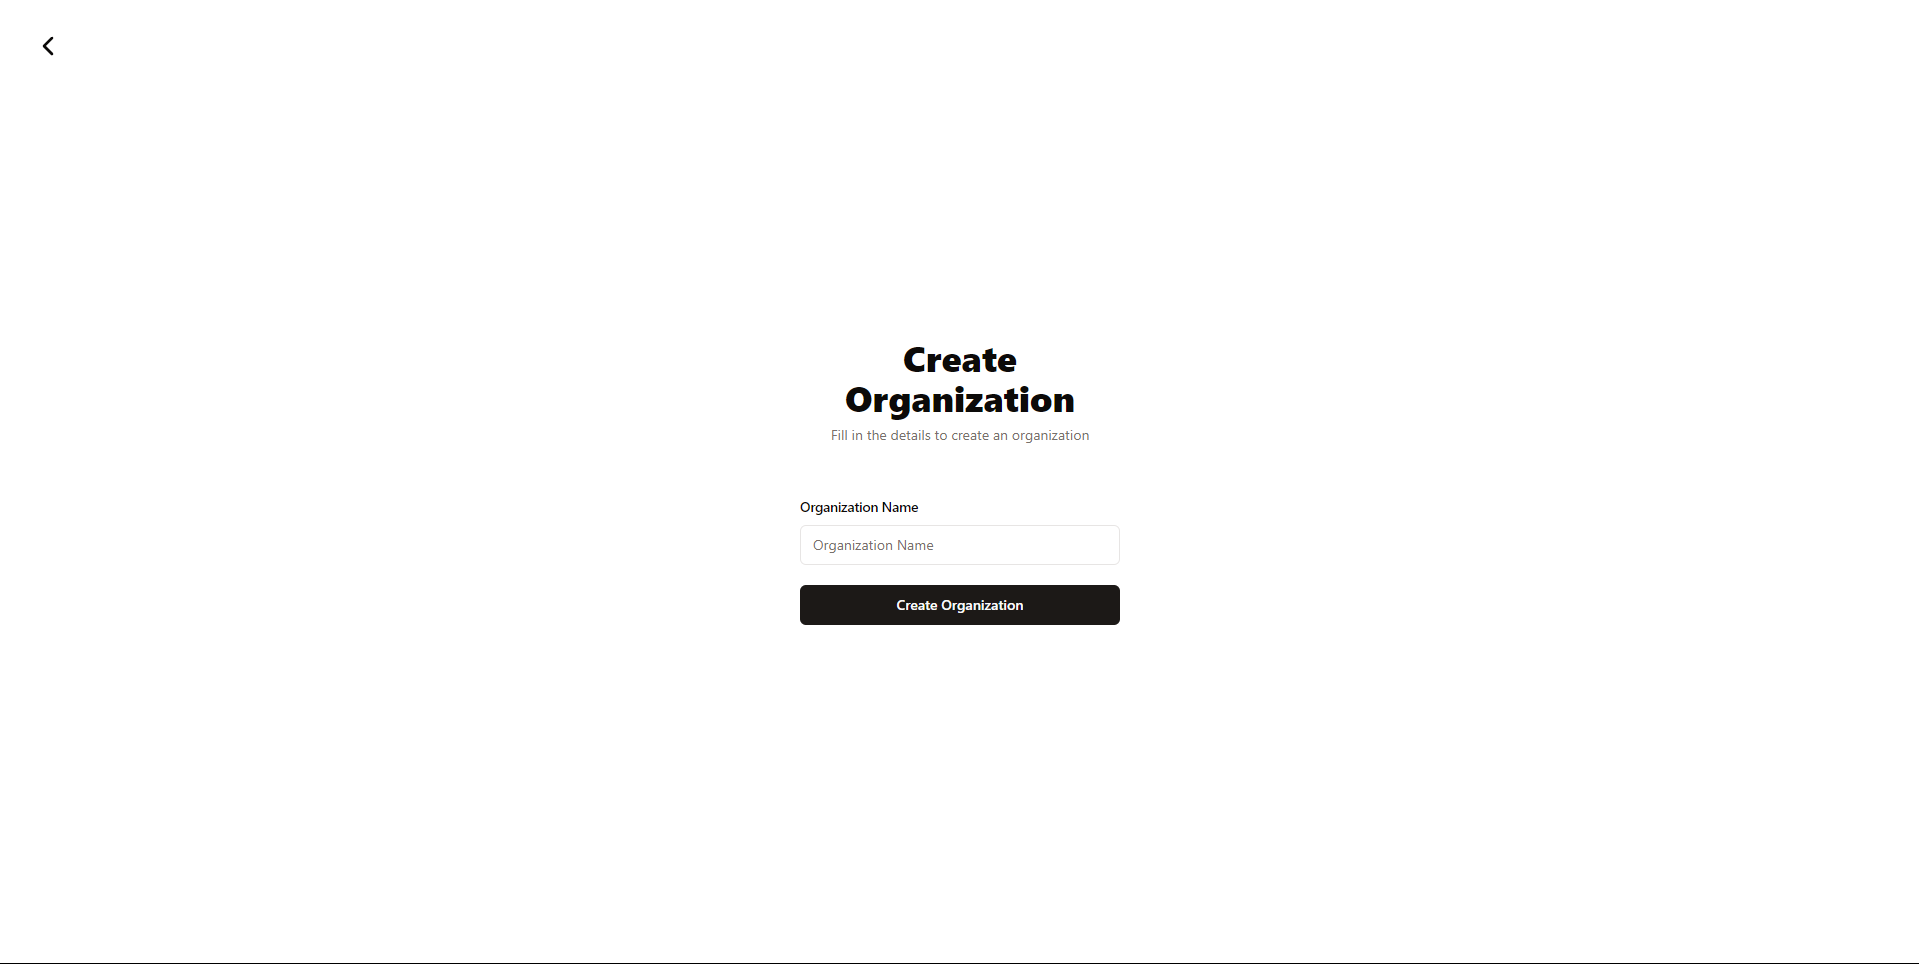 Create
Organization
Fill in the details to create an organization
Organization Name
Organization Name
Create Organization